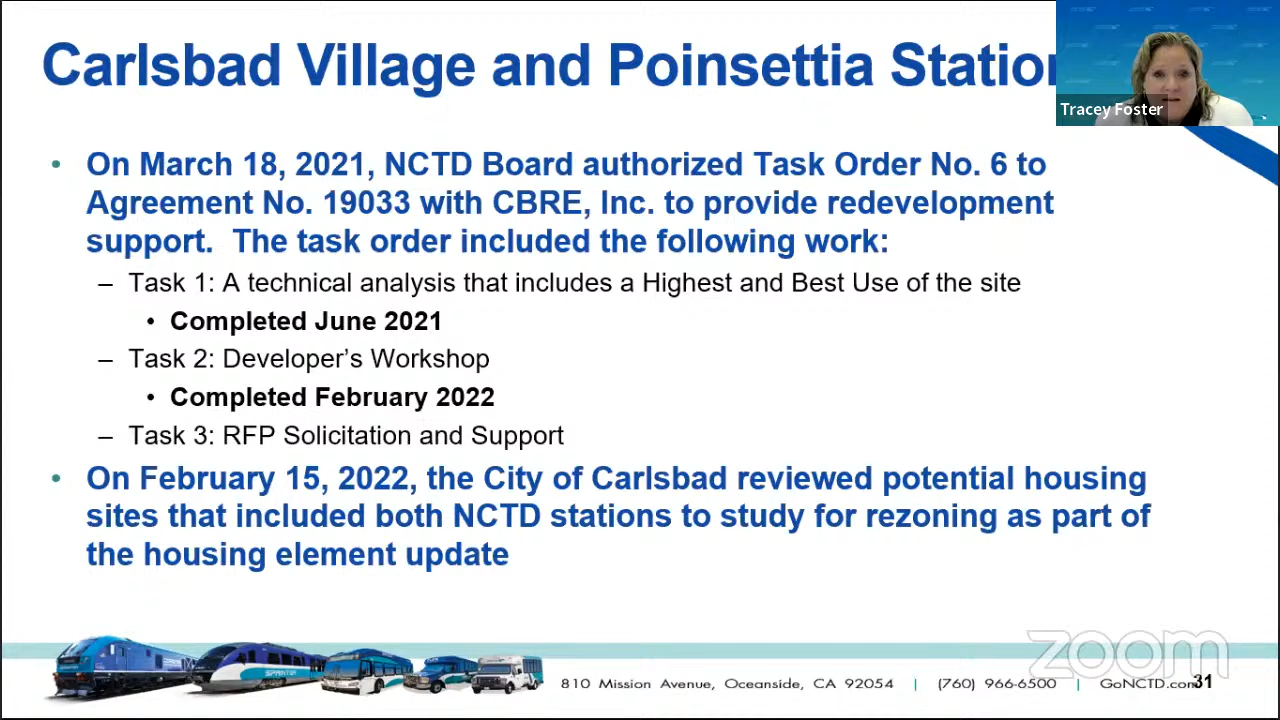 Carlsbad Village and Poinsettia Station
Tracey Foster
• On March 18, 2021, NCTD Board authorized Task Order No. 6 to
Agreement No. 19033 with CBRE, Inc. to provide redevelopment
support.  The task order included the following work:
– Task 1: A technical analysis that includes a Highest and Best Use of the site
• Completed June 2021
– Task 2: Developer’s Workshop
• Completed February 2022
– Task 3: RFP Solicitation and Support
• On February 15, 2022, the City of Carlsbad reviewed potential housing
sites that included both NCTD stations to study for rezoning as part of
the housing element update
SPRINTER
zoom
810 Mission Avenue, Oceanside, CA 92054 | (760) 966-6500 | GoNCTD.com
31